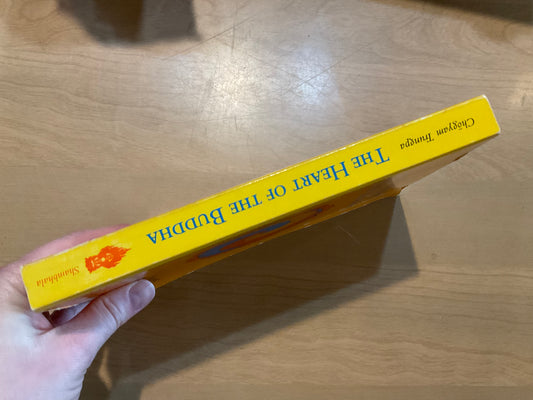 Chögyam Trungpa
THE HEART OF THE BUDDHA
Shambhala